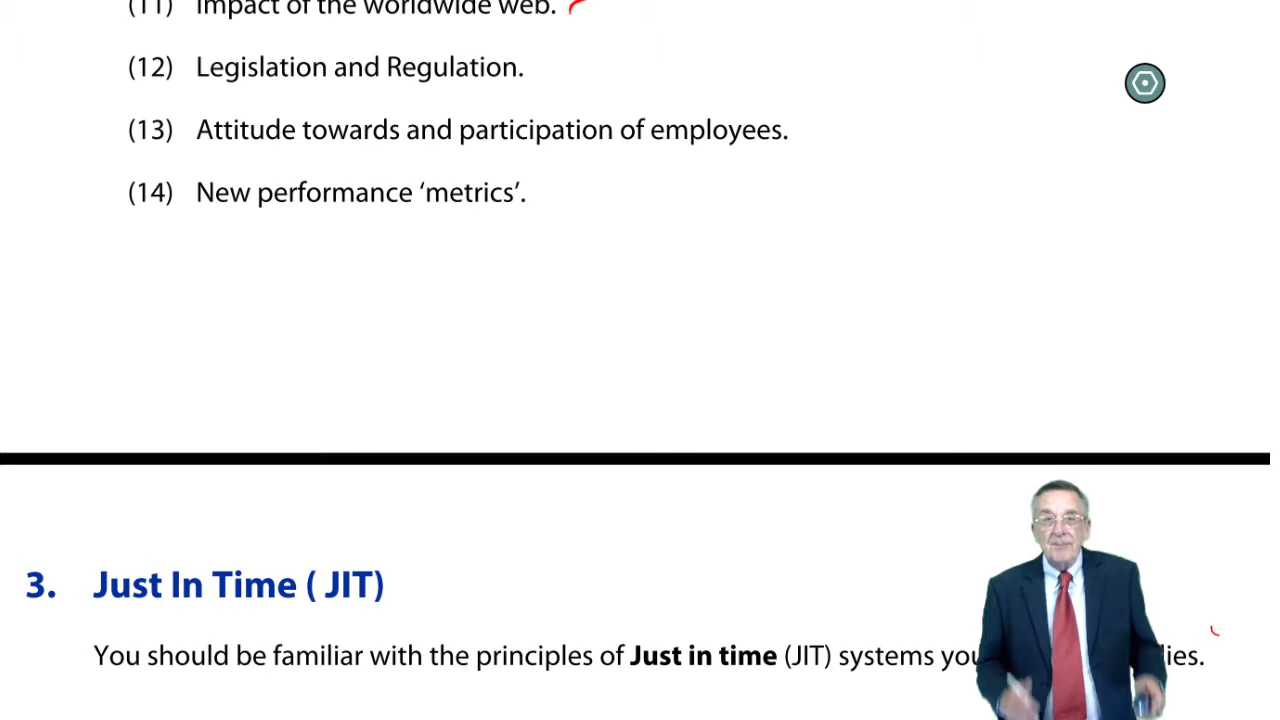 (11) Impact of the worldwide web.
(12) Legislation and Regulation.
(13) Attitude towards and participation of employees.
(14) New performance ‘metrics’.
3. Just In Time ( JIT)
You should be familiar with the principles of Just in time (JIT) systems